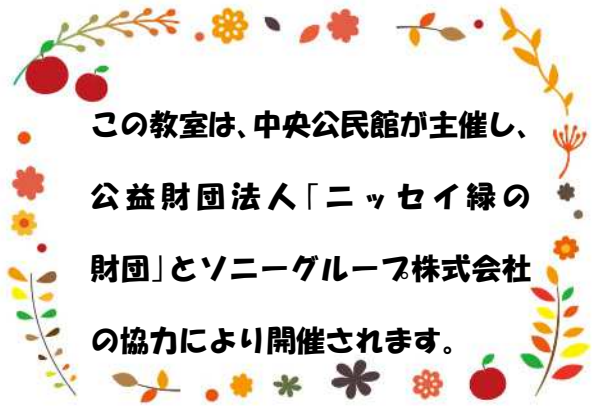 この教室は、中央公民館が主催し、
公益財団法人「ニッセイ緑の
財団」とソニーグループ株式会社
の協力により開催されます。